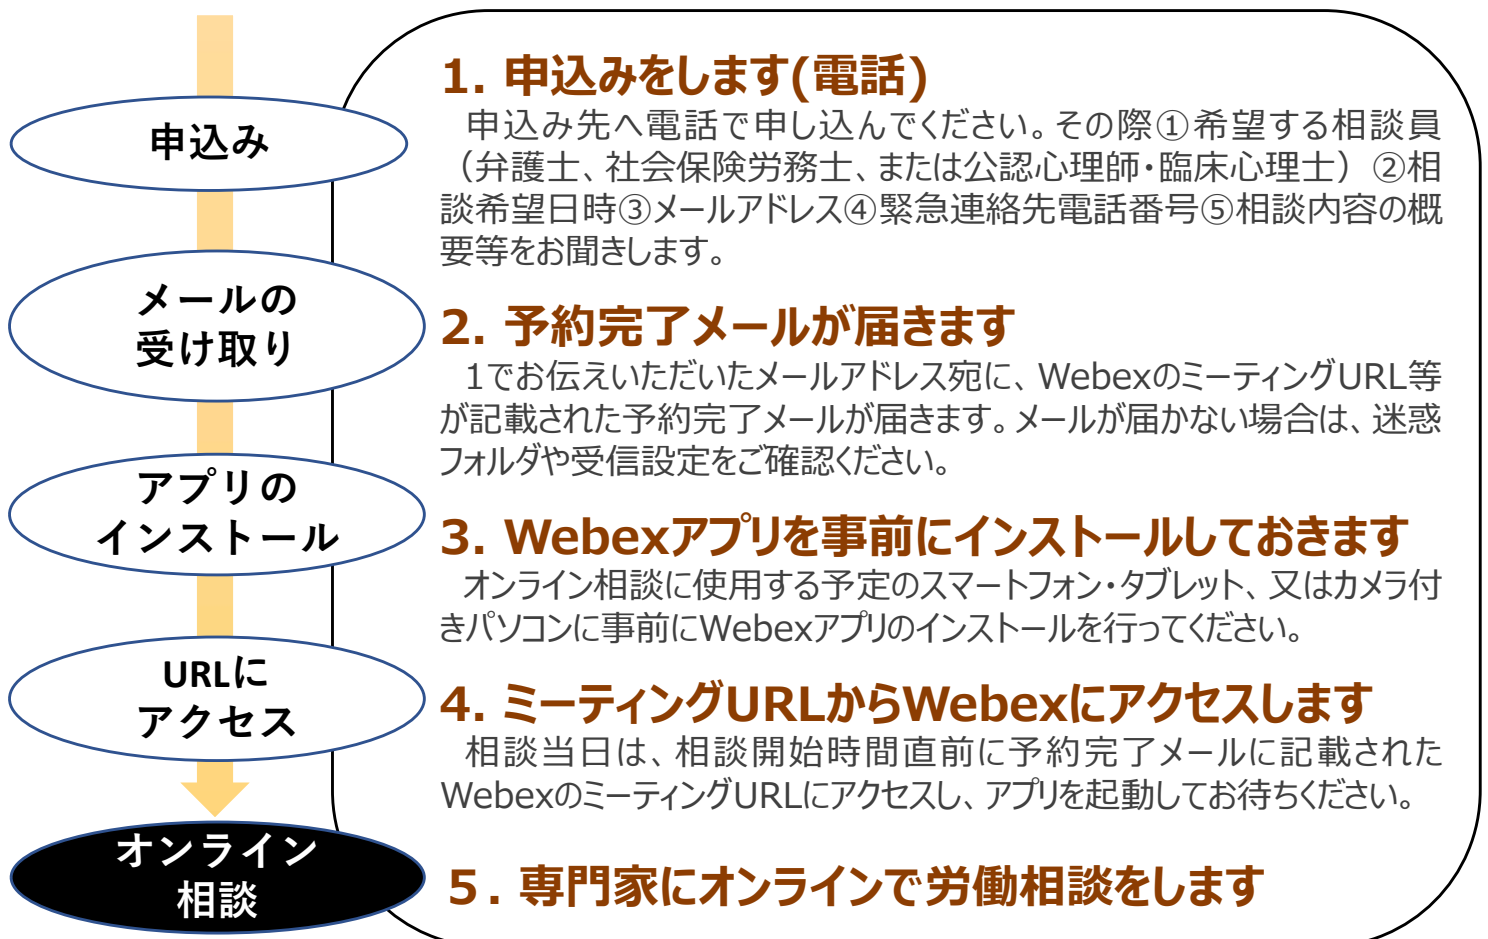 申込み
メールの
受け取り
アプリの
インストール
URLに
アクセス
オンライン
相談
1. 申込みをします(電話)
申込み先へ電話で申し込んでください。その際①希望する相談員
（弁護士、社会保険労務士、または公認心理師・臨床心理士）②相
談希望日時③メールアドレス④緊急連絡先電話番号⑤相談内容の概
要等をお聞きします。
2. 予約完了メールが届きます
1でお伝えいただいたメールアドレス宛に、WebexのミーティングURL等
が記載された予約完了メールが届きます。メールが届かない場合は、迷惑
フォルダや受信設定をご確認ください。
3. Webexアプリを事前にインストールしておきます
オンライン相談に使用する予定のスマートフォン・タブレット、又はカメラ付
きパソコンに事前にWebexアプリのインストールを行ってください。
4. ミーティングURLからWebexにアクセスします
相談当日は、相談開始時間直前に予約完了メールに記載された
WebexのミーティングURLにアクセスし、アプリを起動してお待ちください。
５. 専門家にオンラインで労働相談をします